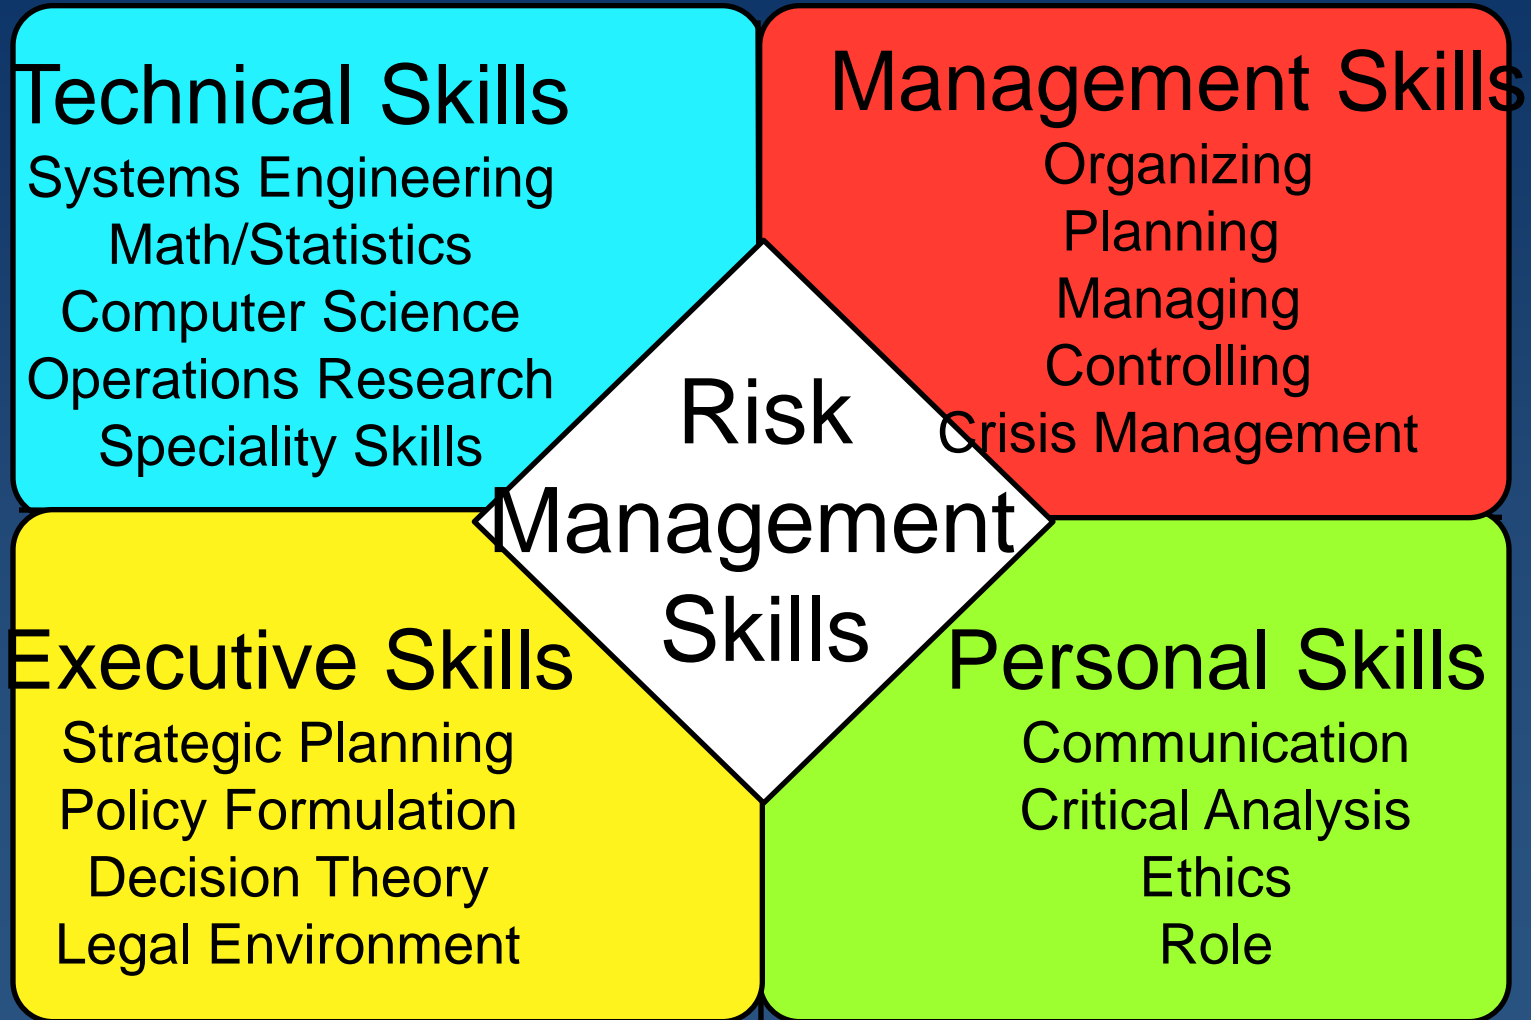 Technical Skills
Systems Engineering
Math/Statistics
Computer Science
Operations Research
Speciality Skills
Management Skills
Organizing
Planning
Managing
Controlling
Crisis Management
Risk
Management
Skills
Executive Skills
Strategic Planning
Policy Formulation
Decision Theory
Legal Environment
Personal Skills
Communication
Critical Analysis
Ethics
Role